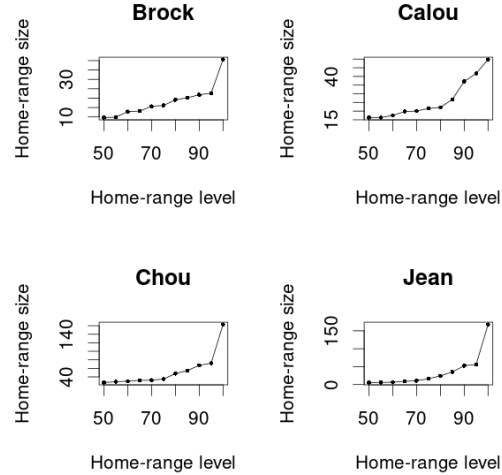 Brock
Home-range size
30
10
50 70 90
Home-range level
Calou
Home-range size
40
15
50 70 90
Home-range level
Chou
Home-range size
140
40
50 70 90
Home-range level
Jean
Home-range size
150
0
50 70 90
Home-range level